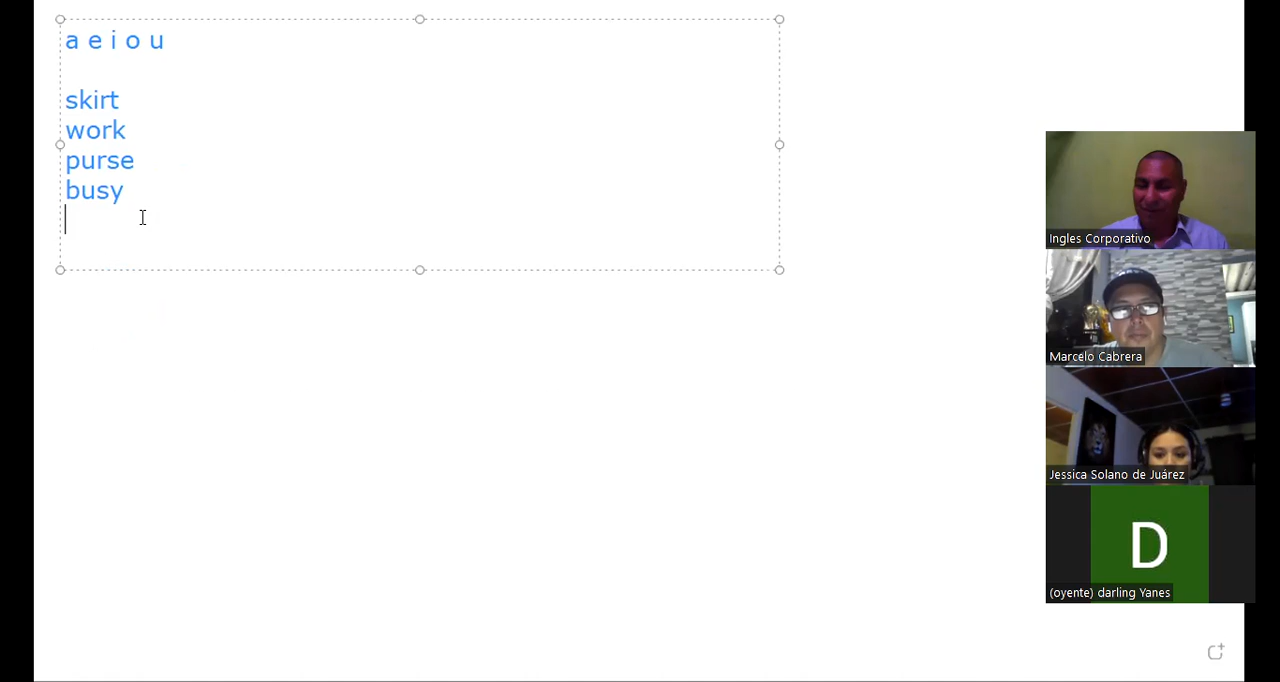 a e i o u
skirt
work
purse
busy
Ingles Corporativo
Marcelo Cabrera
Jessica Solano de Juárez
D
(oyente) darling Yanes